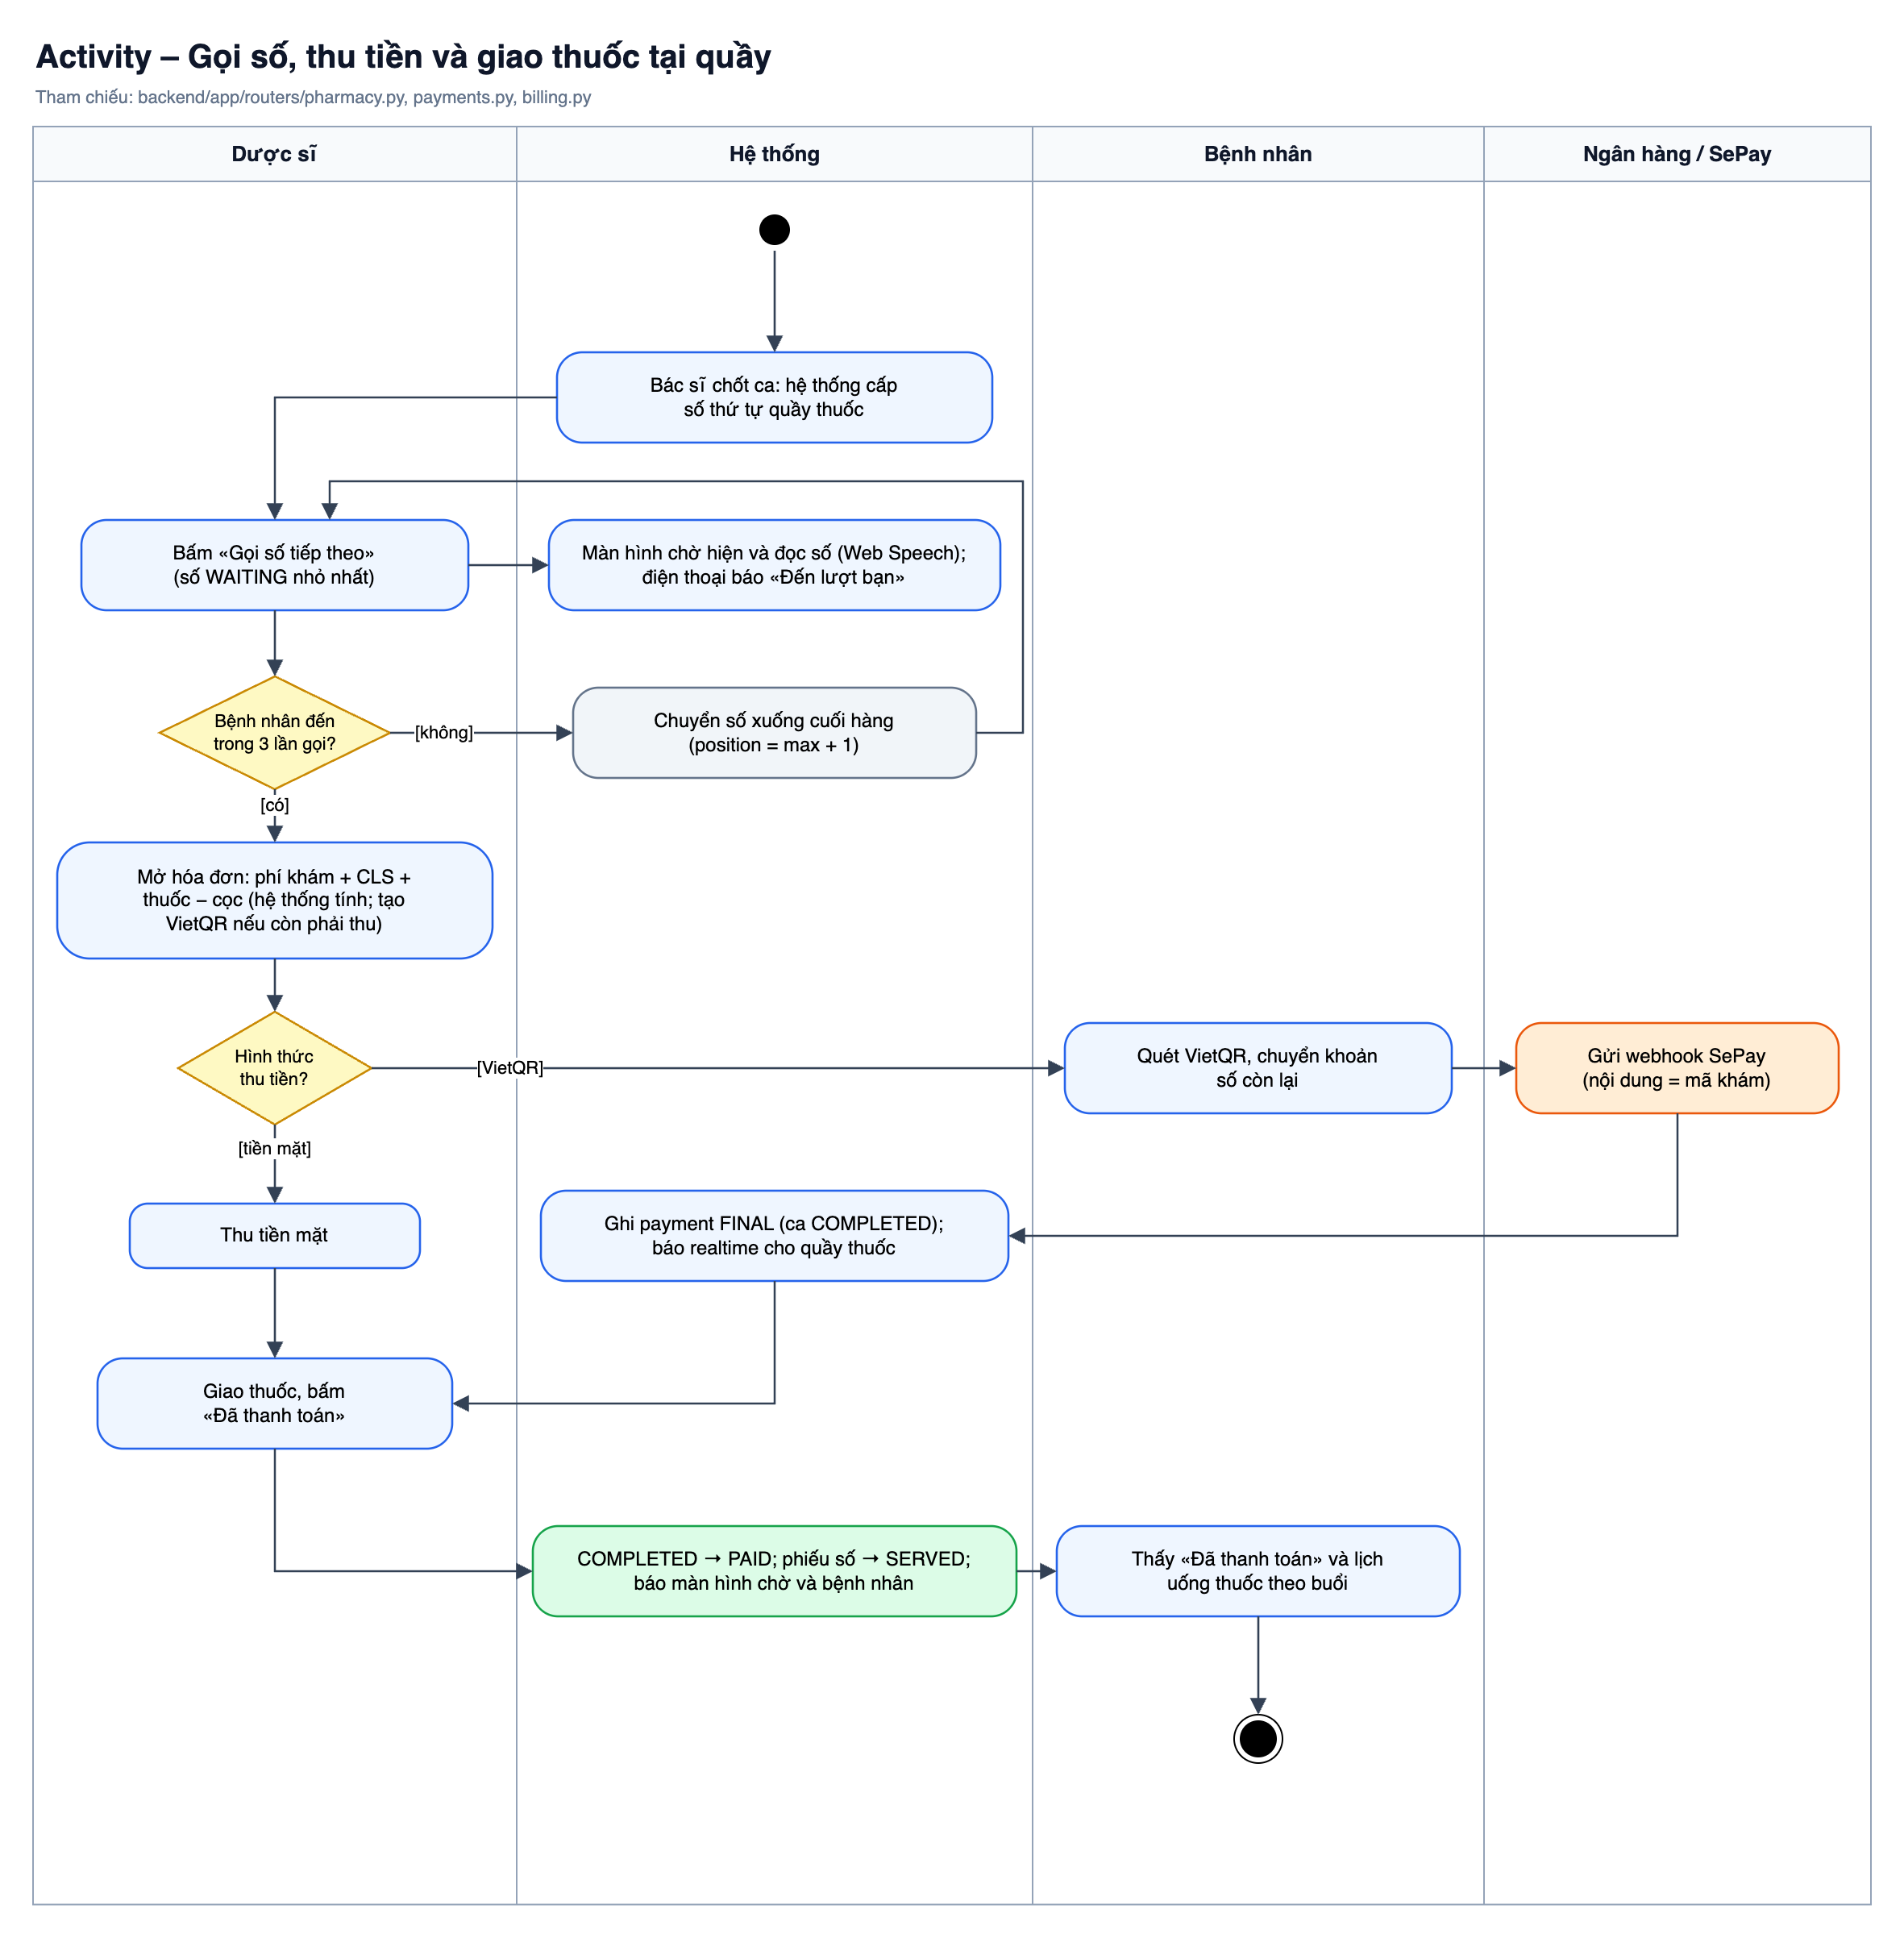 Activity – Gọi số, thu tiền và giao thuốc tại quầy
Tham chiếu: backend/app/routers/pharmacy.py, payments.py, billing.py
Dược sĩ
Hệ thống
Bệnh nhân
Ngân hàng / SePay
Bác sĩ chốt ca: hệ thống cấp
số thứ tự quầy thuốc
Bấm «Gọi số tiếp theo»
(số WAITING nhỏ nhất)
Màn hình chờ hiện và đọc số (Web Speech);
điện thoại báo «Đến lượt bạn»
Bệnh nhân đến
trong 3 lần gọi?
[không]
Chuyển số xuống cuối hàng
(position = max + 1)
[có]
Mở hóa đơn: phí khám + CLS +
thuốc – cọc (hệ thống tính; tạo
VietQR nếu còn phải thu)
Hình thức
thu tiền?
[VietQR]
Quét VietQR, chuyển khoản
số còn lại
Gửi webhook SePay
(nội dung = mã khám)
[tiền mặt]
Thu tiền mặt
Ghi payment FINAL (ca COMPLETED);
báo realtime cho quầy thuốc
Giao thuốc, bấm
«Đã thanh toán»
COMPLETED → PAID; phiếu số → SERVED;
báo màn hình chờ và bệnh nhân
Thấy «Đã thanh toán» và lịch
uống thuốc theo buổi